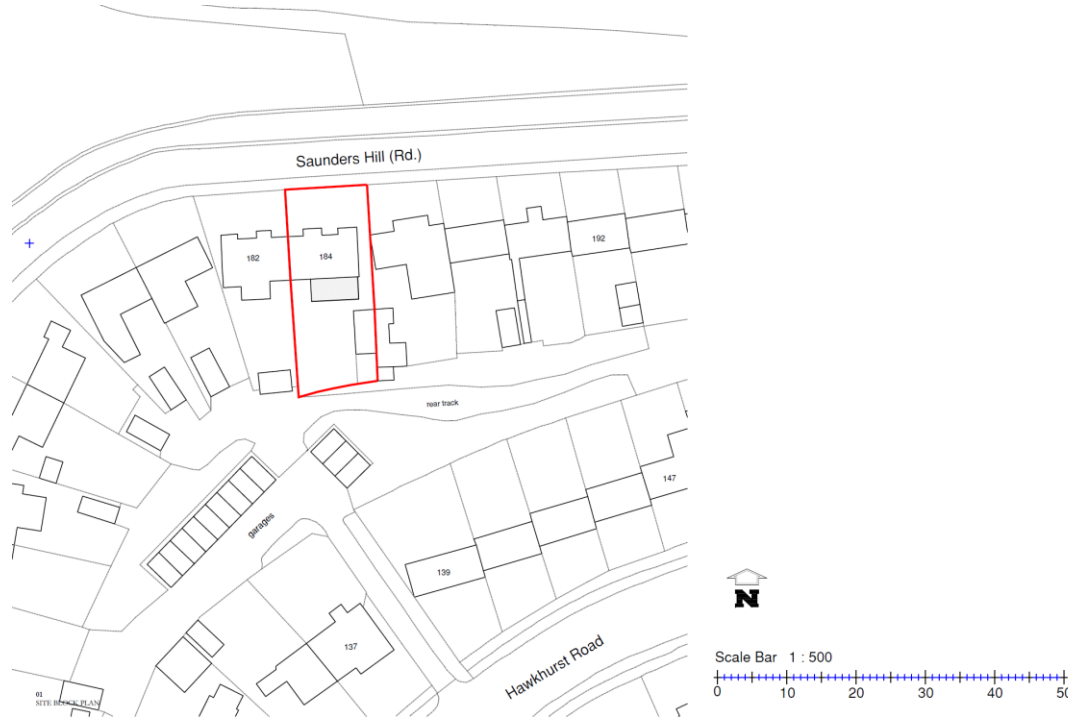 Saunders Hill (Rd.)
182
184
192
rear track
147
garages
139
137
Hawkhurst Road
N
Scale Bar 1 : 500
0 10 20 30 40 50
01
SITE BLOCK PLAN